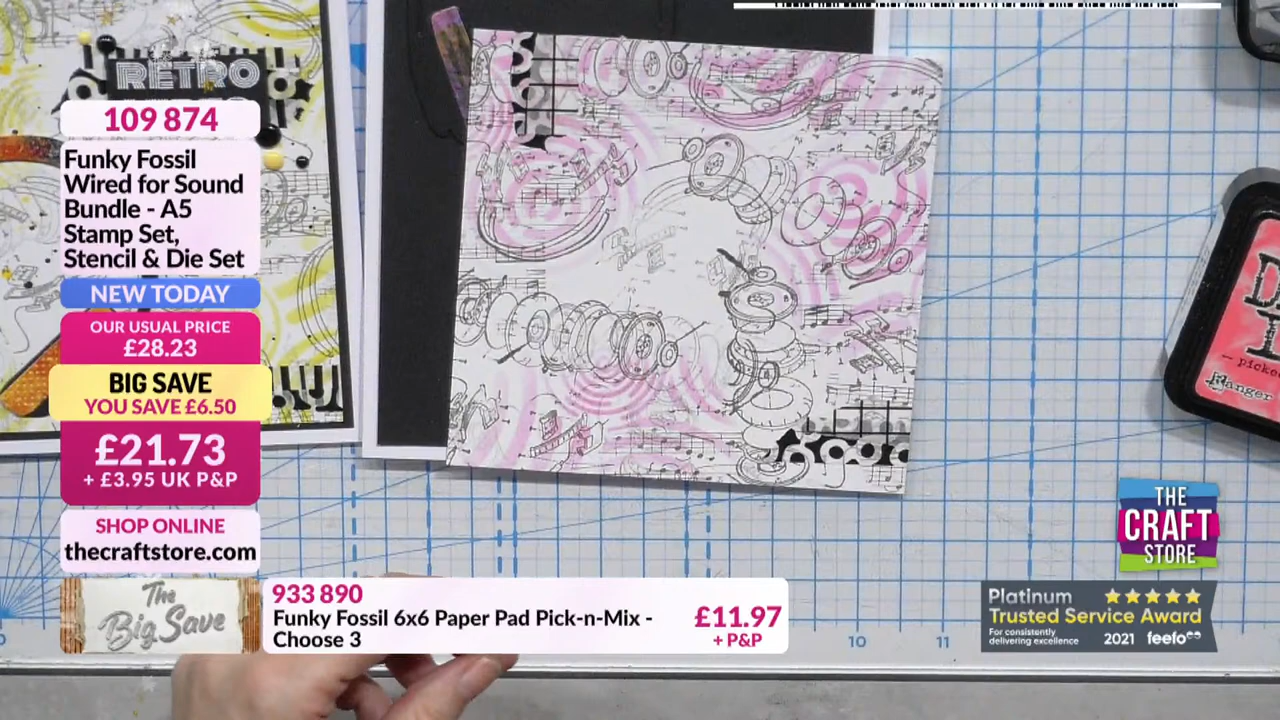 RETRO
109 874
Funky Fossil
Wired for Sound
Bundle - A5
Stamp Set,
Stencil & Die Set
NEW TODAY
OUR USUAL PRICE
£28.23
BIG SAVE
YOU SAVE £6.50
£21.73
+ £3.95 UK P&P
SHOP ONLINE
thecraftstore.com
The
Big Save
933 890
Funky Fossil 6x6 Paper Pad Pick-n-Mix -
Choose 3
£11.97
+ P&P
10
11
Ranger
THE
CRAFT
STORE
Platinum
Trusted Service Award
For consistently
delivering excellence
2021 feefo